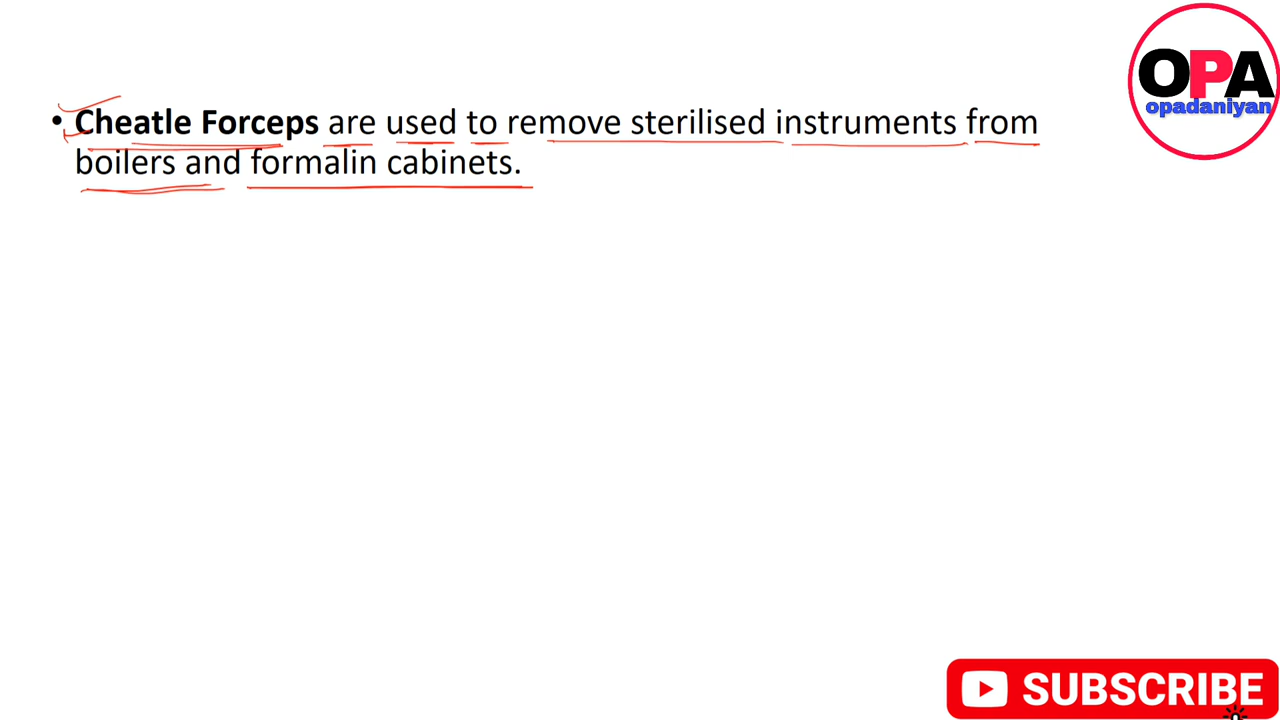 OPA
opadaniyan
• Cheatle Forceps are used to remove sterilised instruments from
boilers and formalin cabinets.
SUBSCRIBE